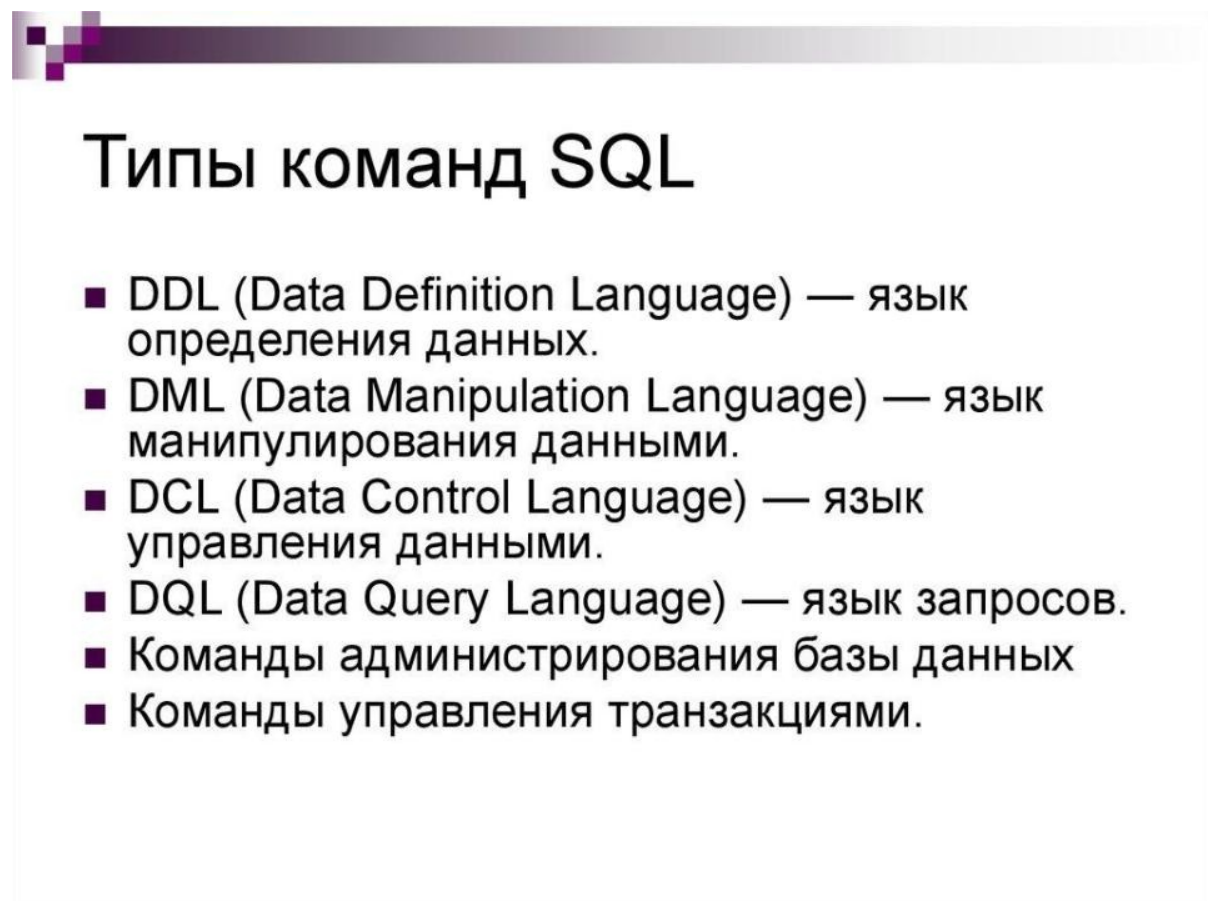 Типы команд SQL
■ DDL (Data Definition Language) — язык
определения данных.
■ DML (Data Manipulation Language) — язык
манипулирования данными.
■ DCL (Data Control Language) — язык
управления данными.
■ DQL (Data Query Language) — язык запросов.
■ Команды администрирования базы данных
■ Команды управления транзакциями.